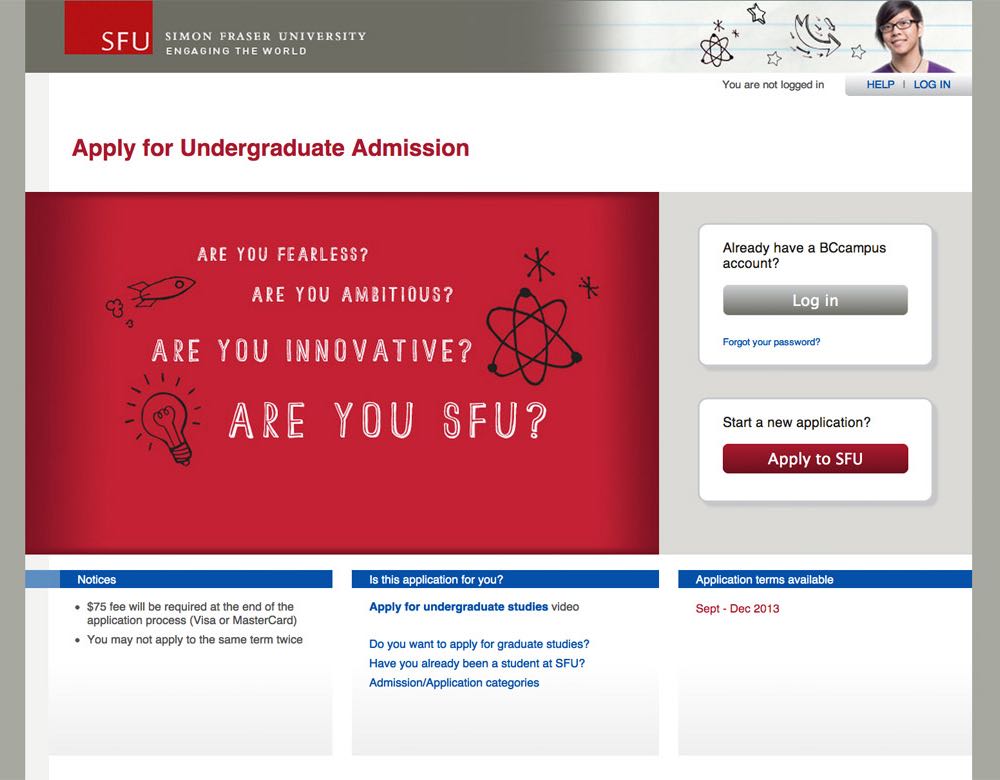 SFU
SIMON FRASER UNIVERSITY
ENGAGING THE WORLD
You are not logged in
HELP | LOG IN
Apply for Undergraduate Admission
ARE YOU FEARLESS?
ARE YOU AMBITIOUS?
ARE YOU INNOVATIVE?
ARE YOU SFU?
Already have a BCcampus
account?
Log in
Forgot your password?
Start a new application?
Apply to SFU
Notices
• $75 fee will be required at the end of the
application process (Visa or MasterCard)
• You may not apply to the same term twice
Is this application for you?
Apply for undergraduate studies video
Do you want to apply for graduate studies?
Have you already been a student at SFU?
Admission/Application categories
Application terms available
Sept - Dec 2013